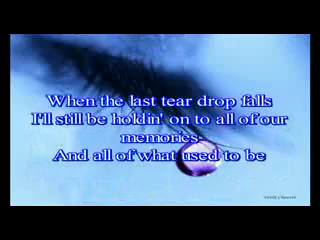 When the last tear drop falls
I'll still be holdin' on to all of our
memories
And all of what used to be